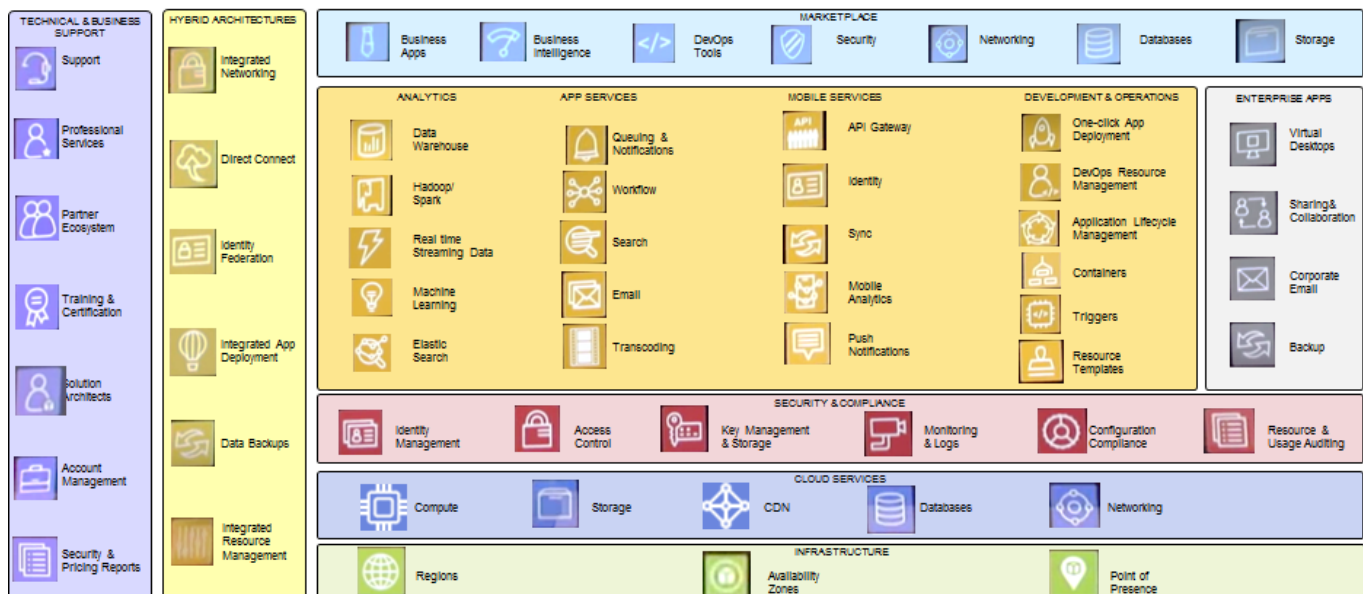 TECHNICAL & BUSINESS
SUPPORT
Support
Professional
Services
Partner
Ecosystem
Training &
Certification
Solution
Architects
Account
Management
Security &
Pricing Reports
HYBRID ARCHITECTURES
Integrated
Networking
Direct Connect
Identity
Federation
Integrated App
Deployment
Data Backups
Integrated
Resource
Management
MARKETPLACE
Business
Apps
Business
Intelligence
</>
DevOps
Tools
Security
Networking
Databases
Storage
ANALYTICS
Data
Warehouse
Hadoop/
Spark
Real time
Streaming Data
Machine
Learning
Elastic
Search
APP SERVICES
Queuing &
Notifications
Workflow
Search
Email
Transcoding
MOBILE SERVICES
API
API Gateway
Identity
Sync
Mobile
Analytics
Push
Notifications
DEVELOPMENT & OPERATIONS
One-click App
Deployment
DevOps Resource
Management
</>
Application Lifecycle
Management
Containers
</>
Triggers
Resource
Templates
ENTERPRISE APPS
Virtual
Desktops
Sharing&
Collaboration
Corporate
Email
Backup
SECURITY & COMPLIANCE
Identity
Management
Access
Control
Key Management
& Storage
Monitoring
& Logs
Configuration
Compliance
Resource &
Usage Auditing
CLOUD SERVICES
Compute
Storage
CDN
Databases
Networking
INFRASTRUCTURE
Regions
Availability
Zones
Point of
Presence